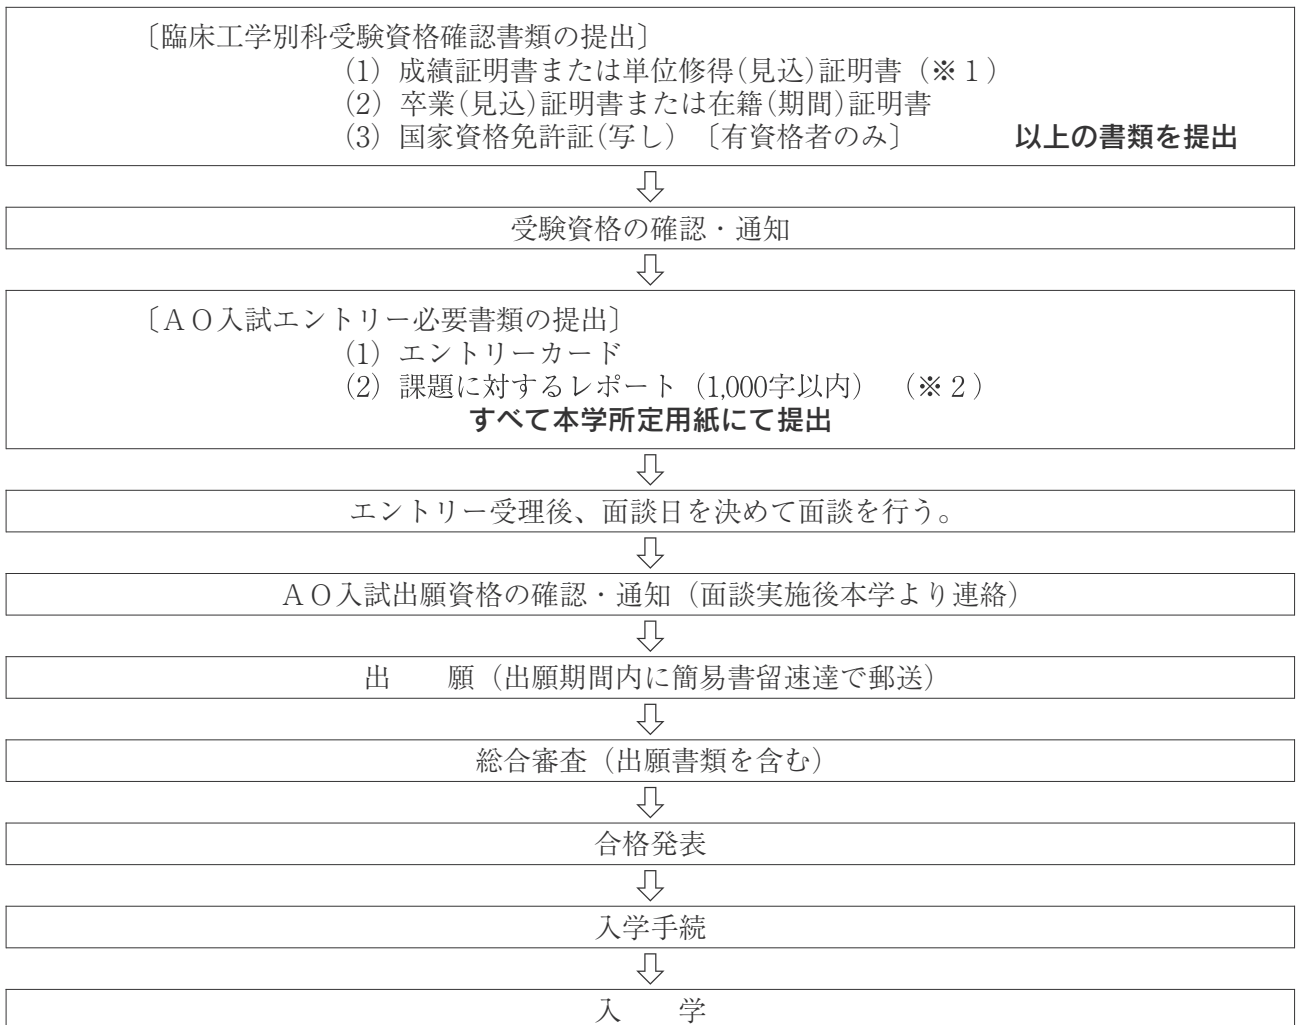 〔臨床工学別科受験資格確認書類の提出〕
(1) 成績証明書または単位修得(見込)証明書（※１）
(2) 卒業(見込)証明書または在籍(期間)証明書
(3) 国家資格免許証(写し)〔有資格者のみ〕　以上の書類を提出
⇩
受験資格の確認・通知
⇩
〔ＡＯ入試エントリー必要書類の提出〕
(1) エントリーカード
(2) 課題に対するレポート（1,000字以内）（※２）
すべて本学所定用紙にて提出
⇩
エントリー受理後、面談日を決めて面談を行う。
⇩
ＡＯ入試出願資格の確認・通知（面談実施後本学より連絡）
⇩
出　　願（出願期間内に簡易書留速達で郵送）
⇩
総合審査（出願書類を含む）
⇩
合格発表
⇩
入学手続
⇩
入　　学